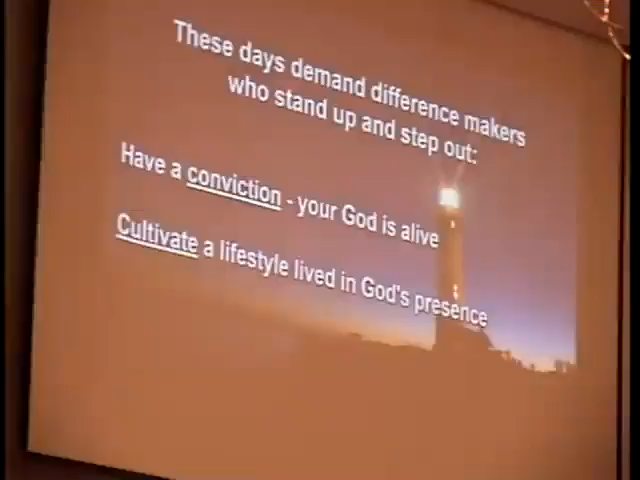 These days demand difference makers
who stand up and step out:
Have a conviction - your God is alive
Cultivate a lifestyle lived in God's presence